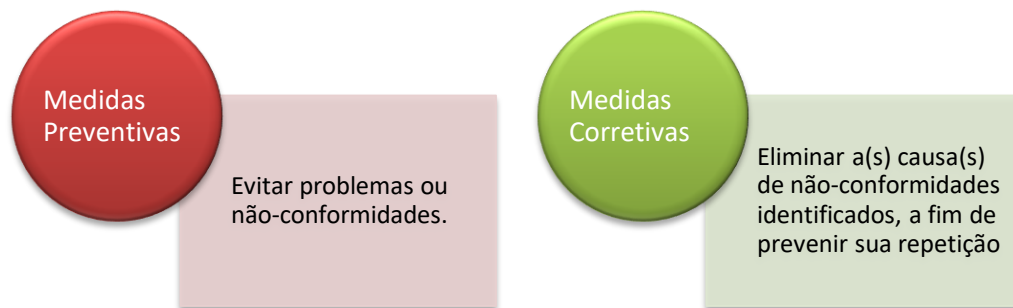 Medidas
Preventivas
Evitar problemas ou
não-conformidades.
Medidas
Corretivas
Eliminar a(s) causa(s)
de não-conformidades
identificados, a fim de
prevenir sua repetição